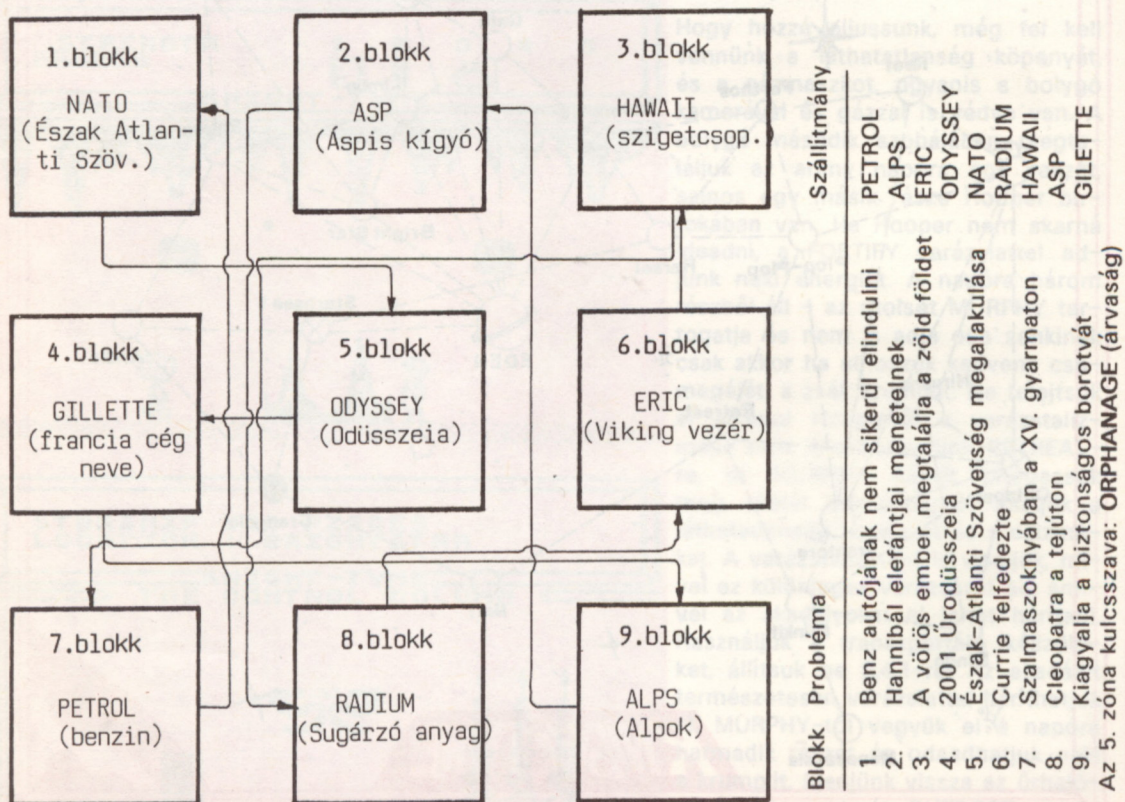 1.blokk
NATO
(Észak Atlan-
ti Szöv.)
2.blokk
ASP
(Áspis kígyó)
3.blokk
HAWAII
(szigetcsop.)
4.blokk
GILLETTE
(francia cég
neve)
5.blokk
ODYSSEY
(Odüsszeia)
6.blokk
ERIC
(Viking vezér)
7.blokk
PETROL
(benzin)
8.blokk
RADIUM
(Sugárzó anyag)
9.blokk
ALPS
(Alpok)
Blokk Probléma Szállítmány
1. Benz autójának nem sikerül elindulni PETROL
2. Hannibál elefántjai menetelnek ALPS
3. A vörös ember megtalálja a zöld földet ERIC
4. 2001 Űrodüsszeia ODYSSEY
5. Észak-Atlanti Szövetség megalakulása NATO
6. Currie felfedezte RADIUM
7. Szalmaszoknyában a XV. gyarmaton HAWAII
8. Cleopatra a tejúton ASP
9. Kiagyalja a biztonságos borotvát GILETTE
Az 5. zóna kulcsszava: ORPHANAGE (árvaság)